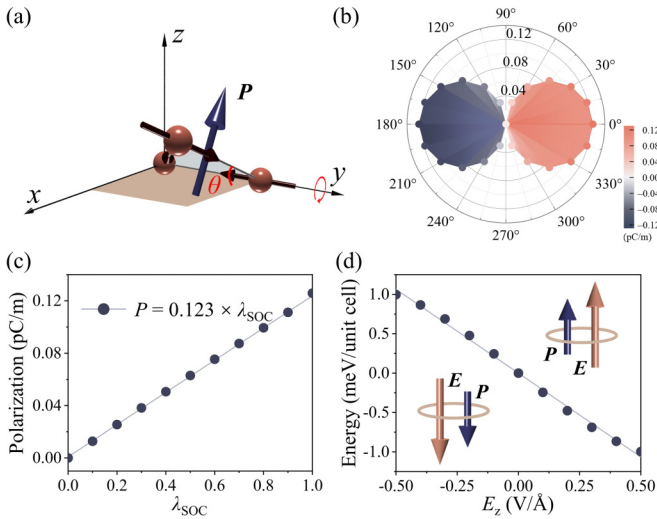 (a)
z
P
θ
x
y
(b)
90°
120°
60°
150°
30°
180°
0°
210°
330°
240°
300°
270°
0.12
0.08
0.04
0.12
0.08
0.04
0.00
−0.04
−0.08
−0.12
(pC/m)
(c)
Polarization (pC/m)
0.12
0.08
0.04
0.00
P = 0.123 × λSOC
0.0 0.2 0.4 0.6 0.8 1.0
λSOC
(d)
Energy (meV/unit cell)
1.0
0.5
0.0
-0.5
-1.0
P E
E P
-0.50 -0.25 0.00 0.25 0.50
Ez (V/Å)